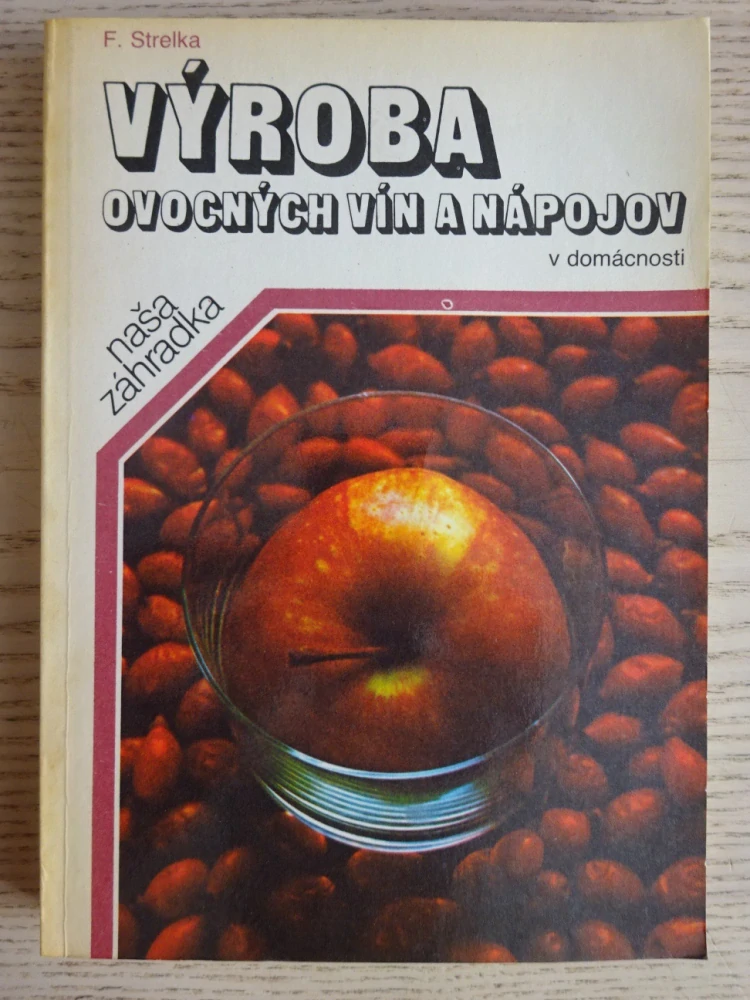 F. Strelka
VÝROBA
OVOCNÝCH VÍN A NÁPOJOV
v domácnosti
naša
záhradka